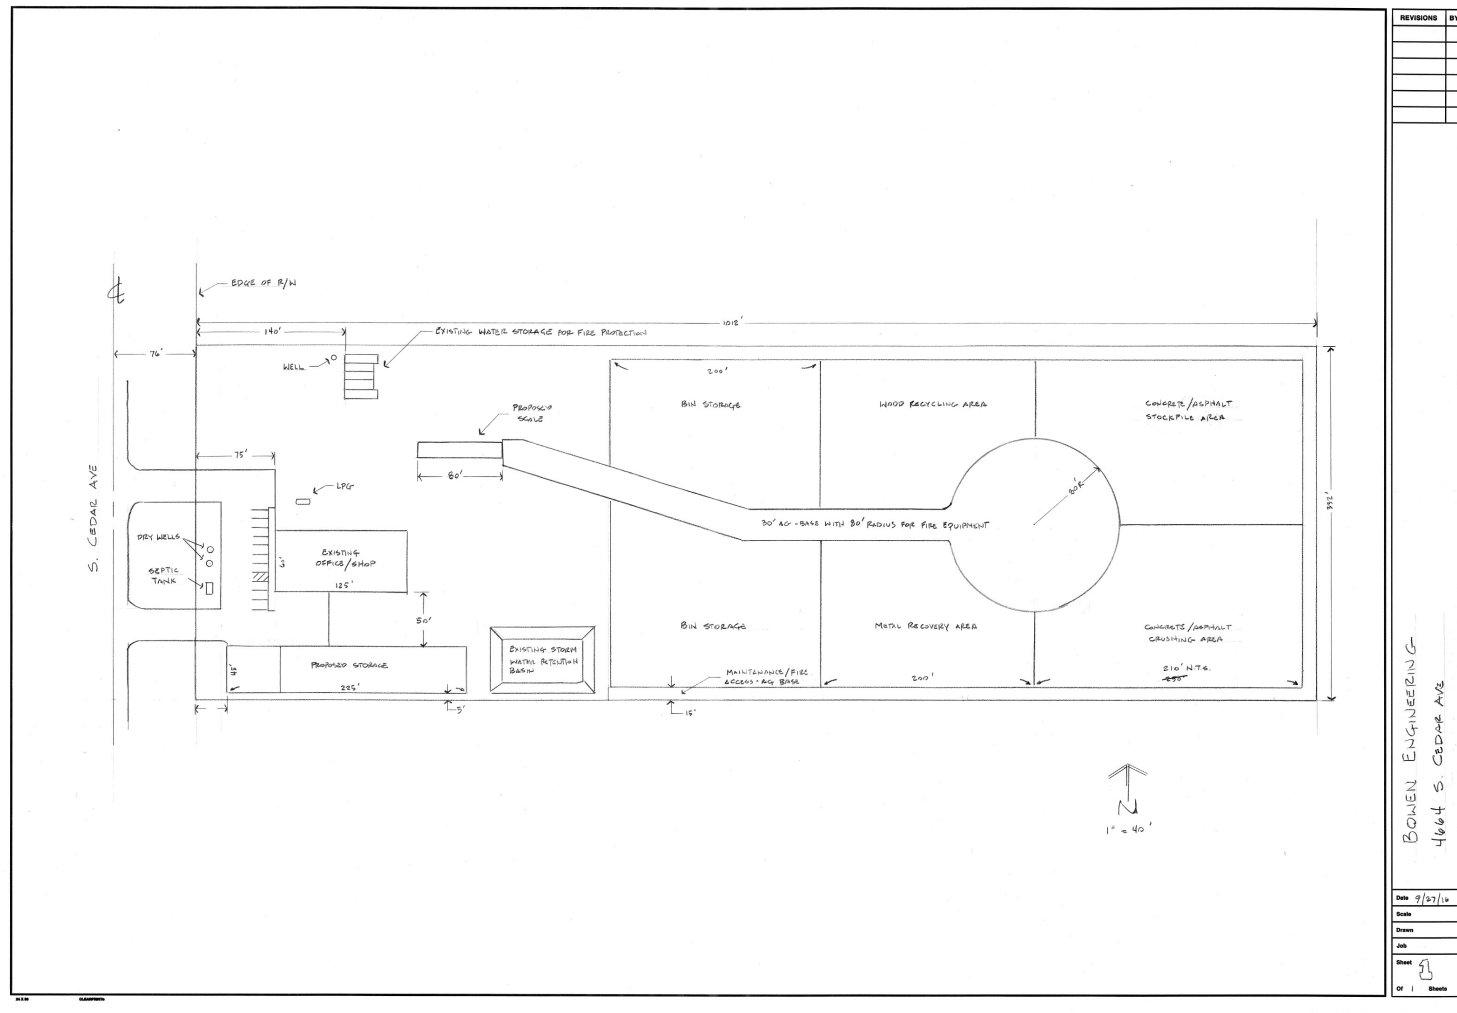 REVISIONS BY
EDGE OF R/W
1012'
140'
EXISTING WATER STORAGE FOR FIRE PROTECTION
76'
WELL
200'
BIN STORAGE
WOOD RECYCLING AREA
CONCRETE/ASPHALT
STOCKPILE AREA
PROPOSED
SCALE
75'
80'
LPG
80'R
332'
S. CEDAR AVE
30' AG-BASE WITH 80' RADIUS FOR FIRE EQUIPMENT
DRY WELLS
SEPTIC
TANK
EXISTING
OFFICE/SHOP
125'
50'
BIN STORAGE
METAL RECOVERY AREA
CONCRETE/ASPHALT
CRUSHING AREA
EXISTING STORM
WATER RETENTION
BASIN
PROPOSED STORAGE
45'
225'
MAINTENANCE/FIRE
ACCESS-AG BASE
200'
210' N.T.S.
250'
5'
15'
N
1" = 40'
BOWEN ENGINEERING
4664 S. CEDAR AVE
Date 9/27/16
Scale
Drawn
Job
Sheet 1
Of 1 Sheets
24 X 36 CLEARPRINT®